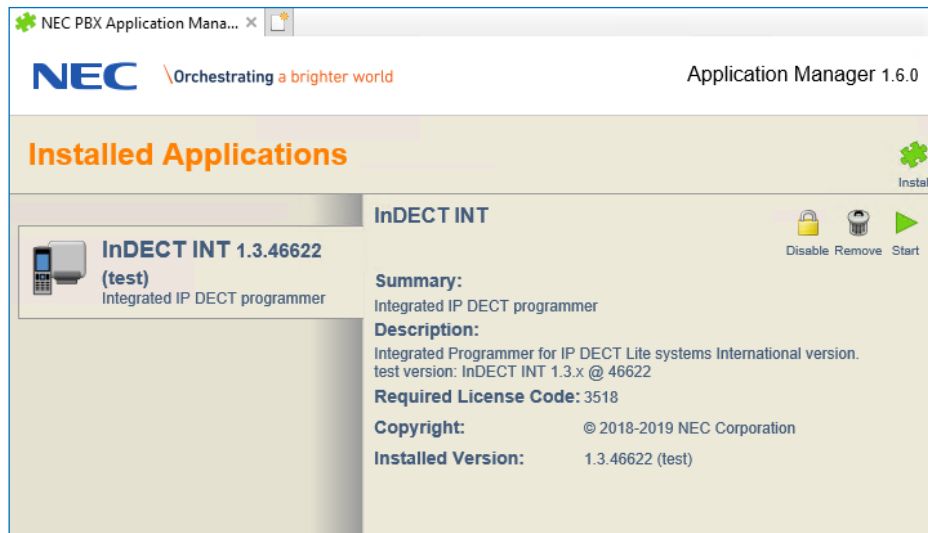 NEC PBX Application Mana...
NEC \Orchestrating a brighter world
Application Manager 1.6.0
Installed Applications
InDECT INT 1.3.46622
(test)
Integrated IP DECT programmer
InDECT INT
Disable Remove Start
Summary:
Integrated IP DECT programmer
Description:
Integrated Programmer for IP DECT Lite systems International version.
test version: InDECT INT 1.3.x @ 46622
Required License Code: 3518
Copyright: © 2018-2019 NEC Corporation
Installed Version: 1.3.46622 (test)